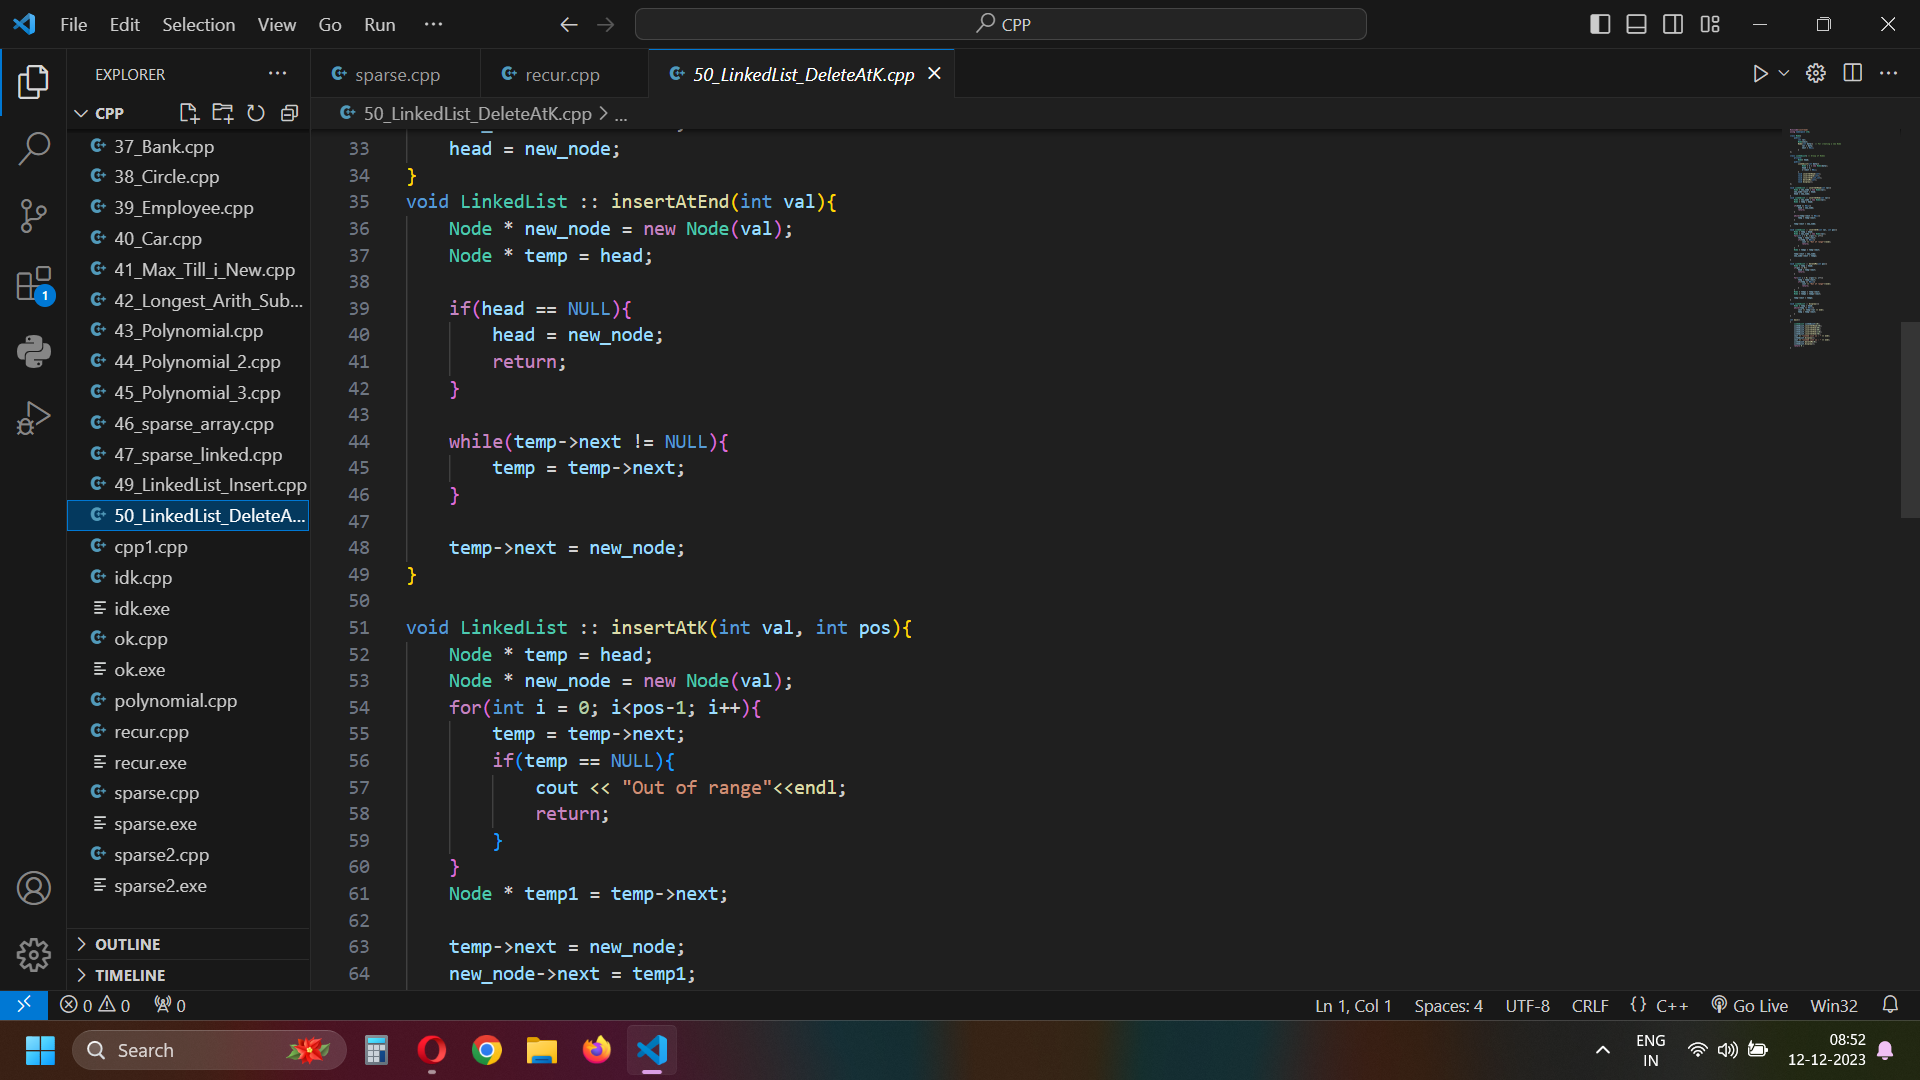 File Edit Selection View Go Run ···
CPP
EXPLORER ···
CPP
37_Bank.cpp
38_Circle.cpp
39_Employee.cpp
40_Car.cpp
41_Max_Till_i_New.cpp
42_Longest_Arith_Sub...
43_Polynomial.cpp
44_Polynomial_2.cpp
45_Polynomial_3.cpp
46_sparse_array.cpp
47_sparse_linked.cpp
49_LinkedList_Insert.cpp
50_LinkedList_DeleteA...
cpp1.cpp
idk.cpp
idk.exe
ok.cpp
ok.exe
polynomial.cpp
recur.cpp
recur.exe
sparse.cpp
sparse.exe
sparse2.cpp
sparse2.exe
OUTLINE
TIMELINE
1
sparse.cpp recur.cpp 50_LinkedList_DeleteAtK.cpp
50_LinkedList_DeleteAtK.cpp > ...
33 head = new_node;
34 }
35 void LinkedList :: insertAtEnd(int val){
36 Node * new_node = new Node(val);
37 Node * temp = head;
38
39 if(head == NULL){
40 head = new_node;
41 return;
42 }
43
44 while(temp->next != NULL){
45 temp = temp->next;
46 }
47
48 temp->next = new_node;
49 }
50
51 void LinkedList :: insertAtK(int val, int pos){
52 Node * temp = head;
53 Node * new_node = new Node(val);
54 for(int i = 0; i<pos-1; i++){
55 temp = temp->next;
56 if(temp == NULL){
57 cout << "Out of range"<<endl;
58 return;
59 }
60 }
61 Node * temp1 = temp->next;
62
63 temp->next = new_node;
64 new_node->next = temp1;
0 0 0
Ln 1, Col 1 Spaces: 4 UTF-8 CRLF {} C++ Go Live Win32
Search
ENG
IN
08:52
12-12-2023